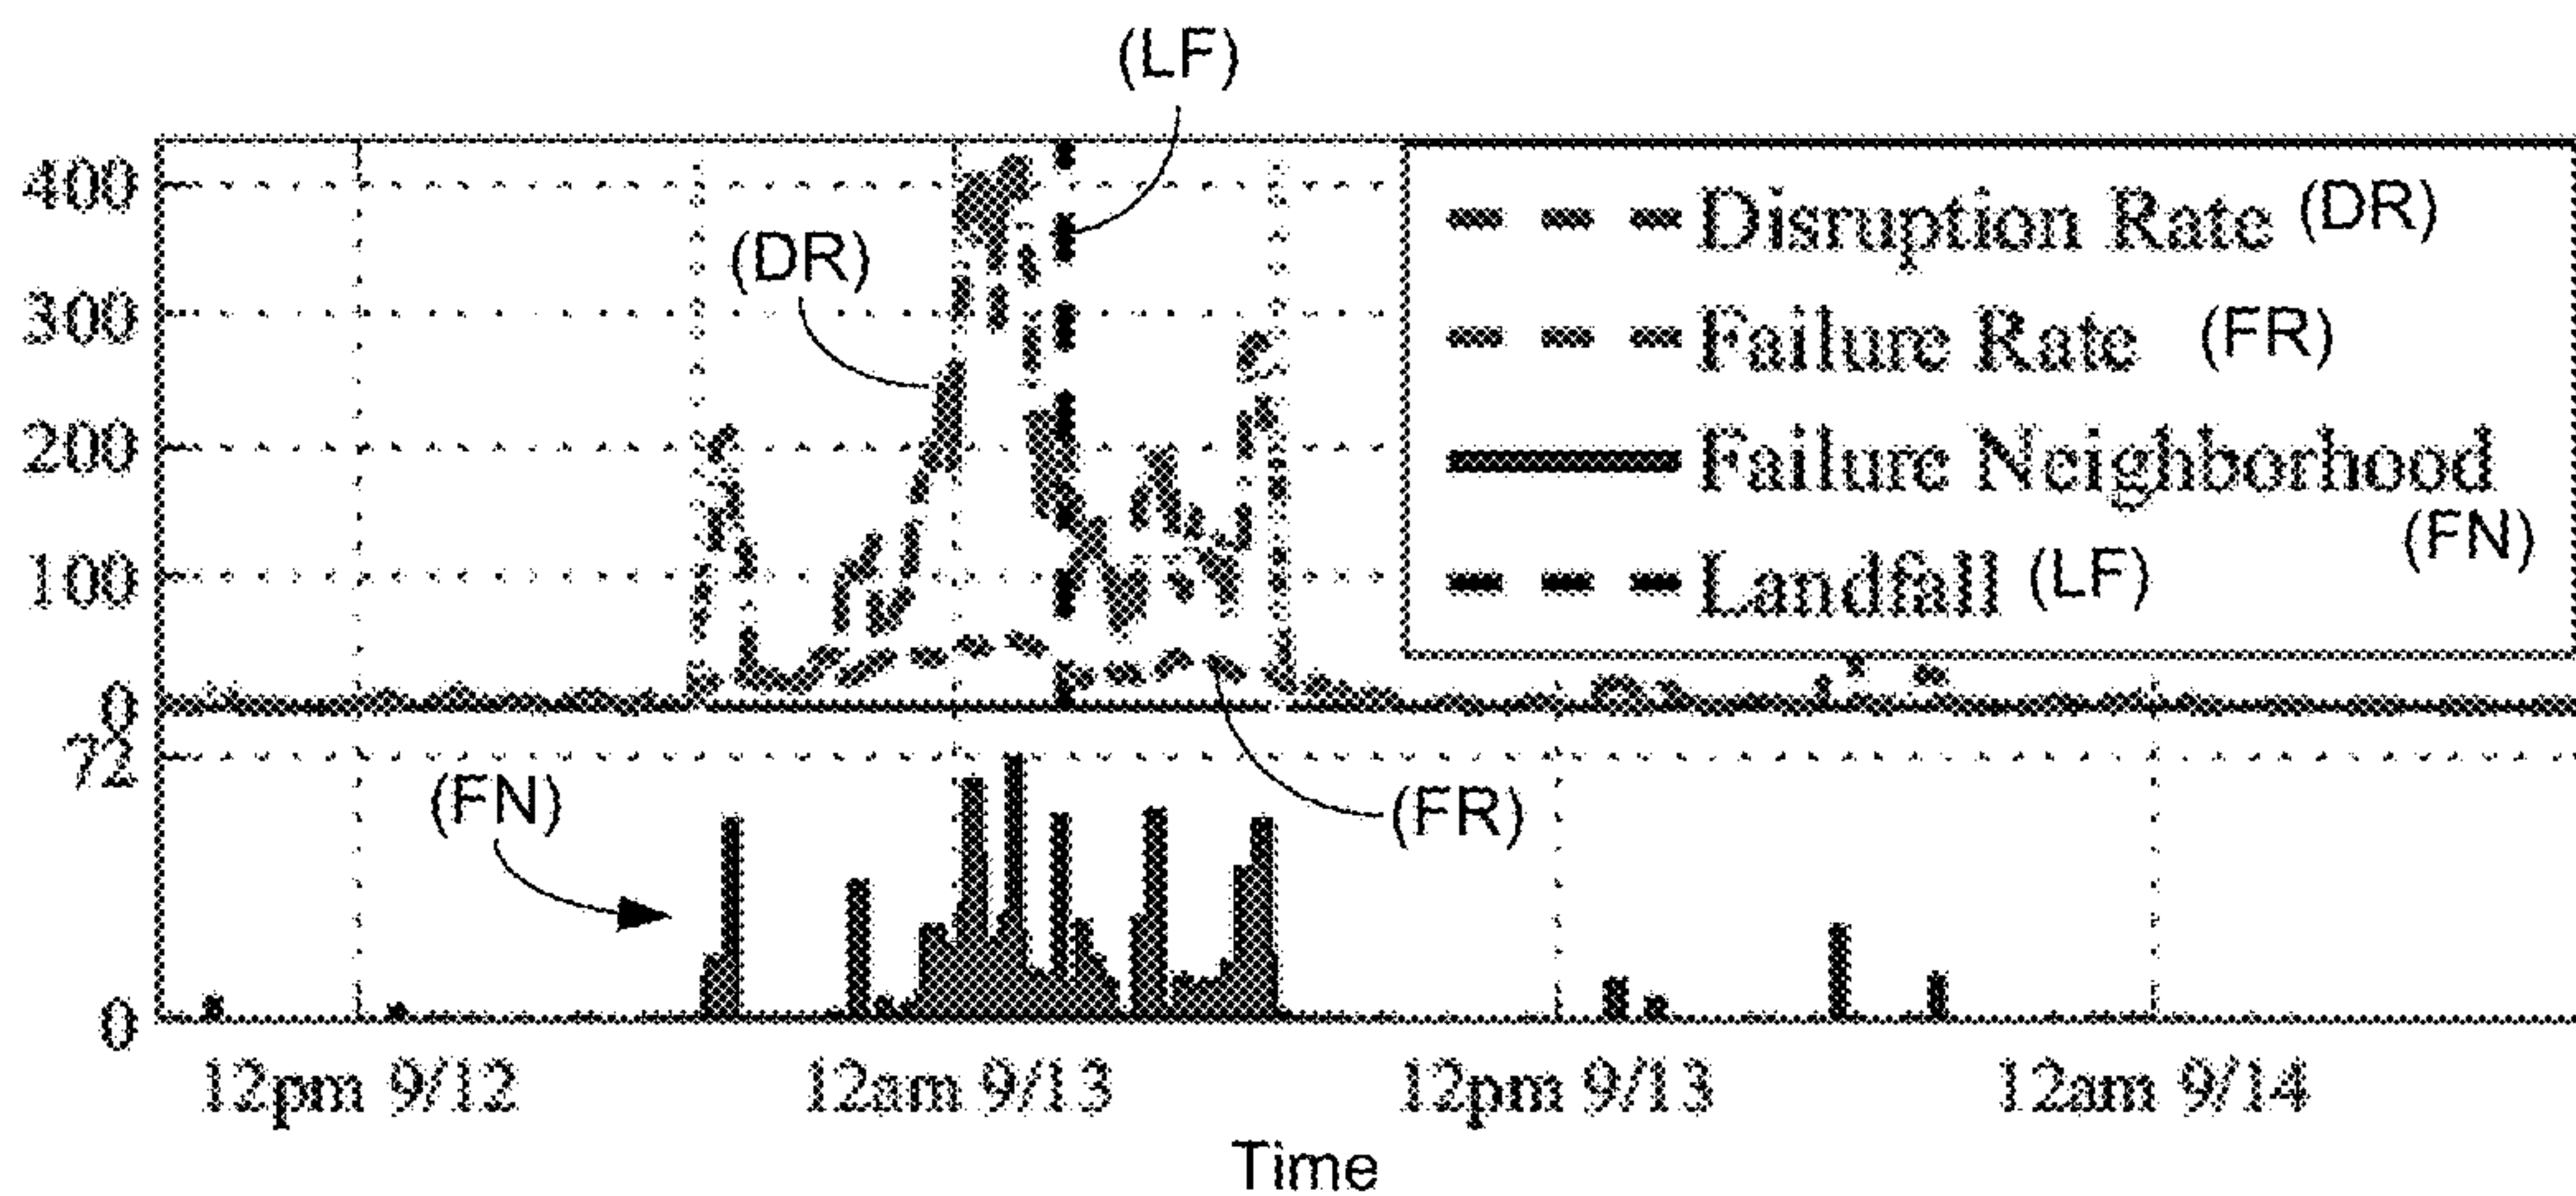 (LF)
400
300
200
100
0
72
0
(DR)
Disruption Rate (DR)
Failure Rate (FR)
Failure Neighborhood
(FN)
Landfall (LF)
(FN)
(FR)
12pm 9/12
12am 9/13
12pm 9/13
12am 9/14
Time